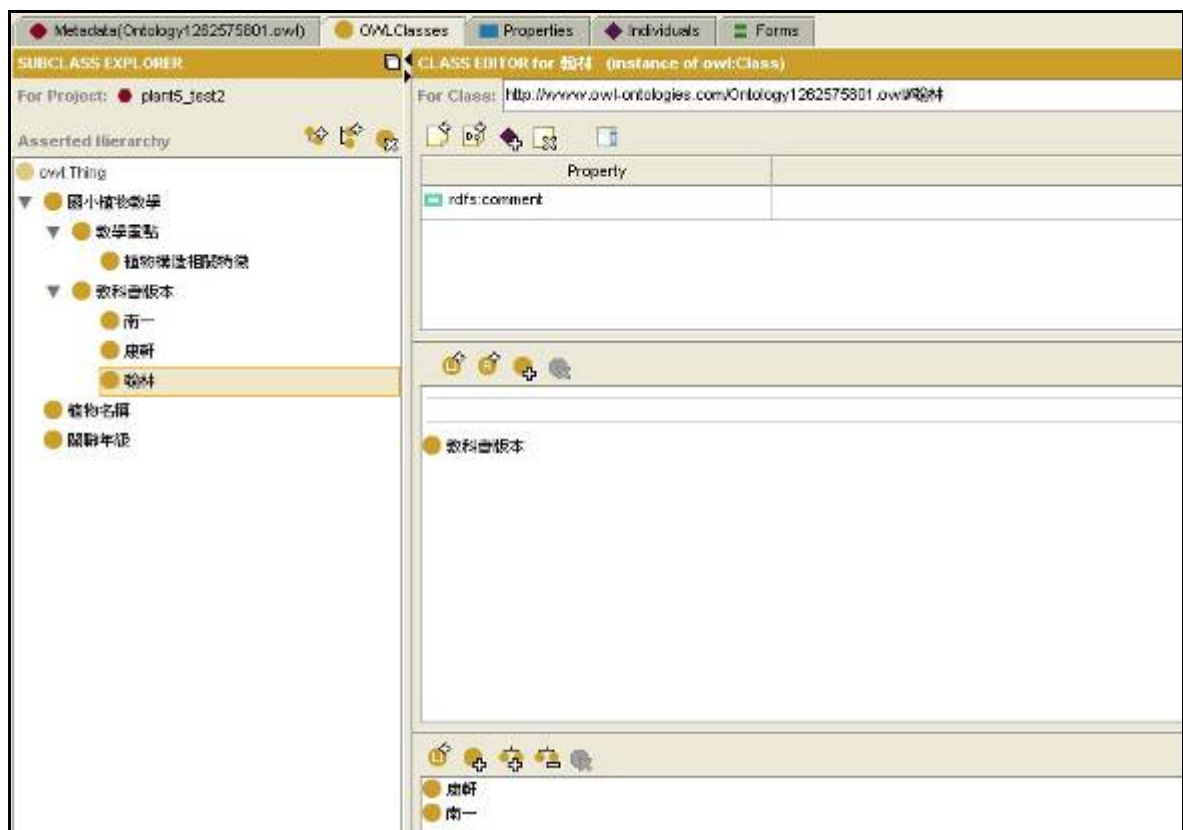 Metadata(Ontology1262575801.owl)
OWLClasses
Properties
Individuals
Forms
SUBCLASS EXPLORER
For Project: plant5_test2
Asserted Hierarchy
owl:Thing
國小植物教學
教學重點
植物構造相關特徵
教科書版本
南一
康軒
翰林
植物名稱
關聯年級
CLASS EDITOR for 翰林 (instance of owl:Class)
For Class: http://www.owl-ontologies.com/Ontology1262575801.owl#翰林
Property
rdfs:comment
教科書版本
康軒
南一